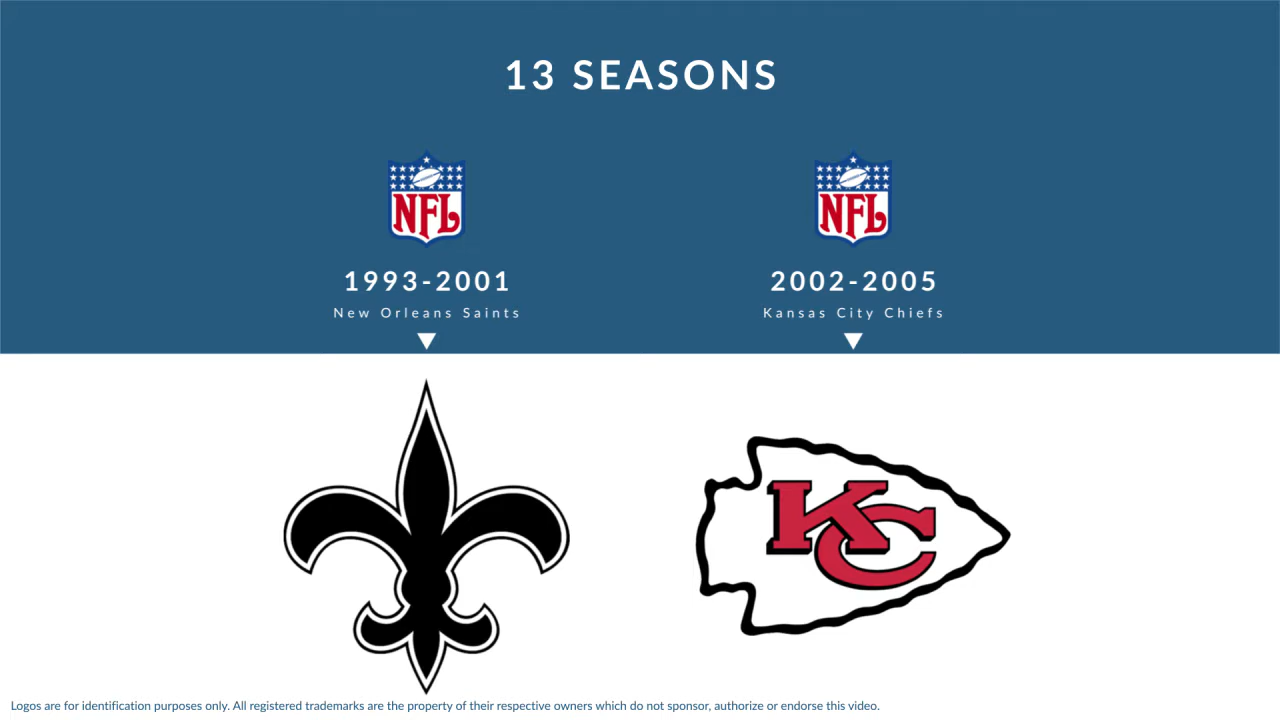 13 SEASONS
NFL NFL
1993-2001 2002-2005
New Orleans Saints Kansas City Chiefs
KC
Logos are for identification purposes only. All registered trademarks are the property of their respective owners which do not sponsor, authorize or endorse this video.